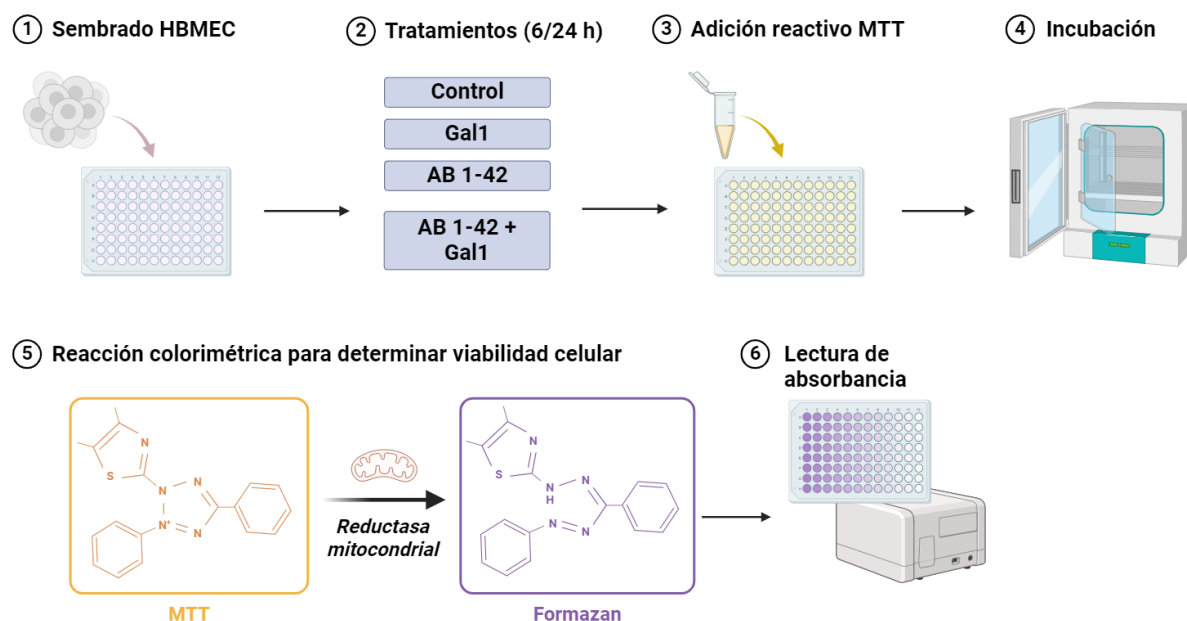 1 Sembrado HBMEC
2 Tratamientos (6/24 h)
3 Adición reactivo MTT
4 Incubación
Control
Gal1
AB 1-42
AB 1-42 +
Gal1
5 Reacción colorimétrica para determinar viabilidad celular
6 Lectura de
absorbancia
N
S
N
N
N+
N
Reductasa
mitocondrial
N
S
N
H
N
N
N
MTT
Formazan